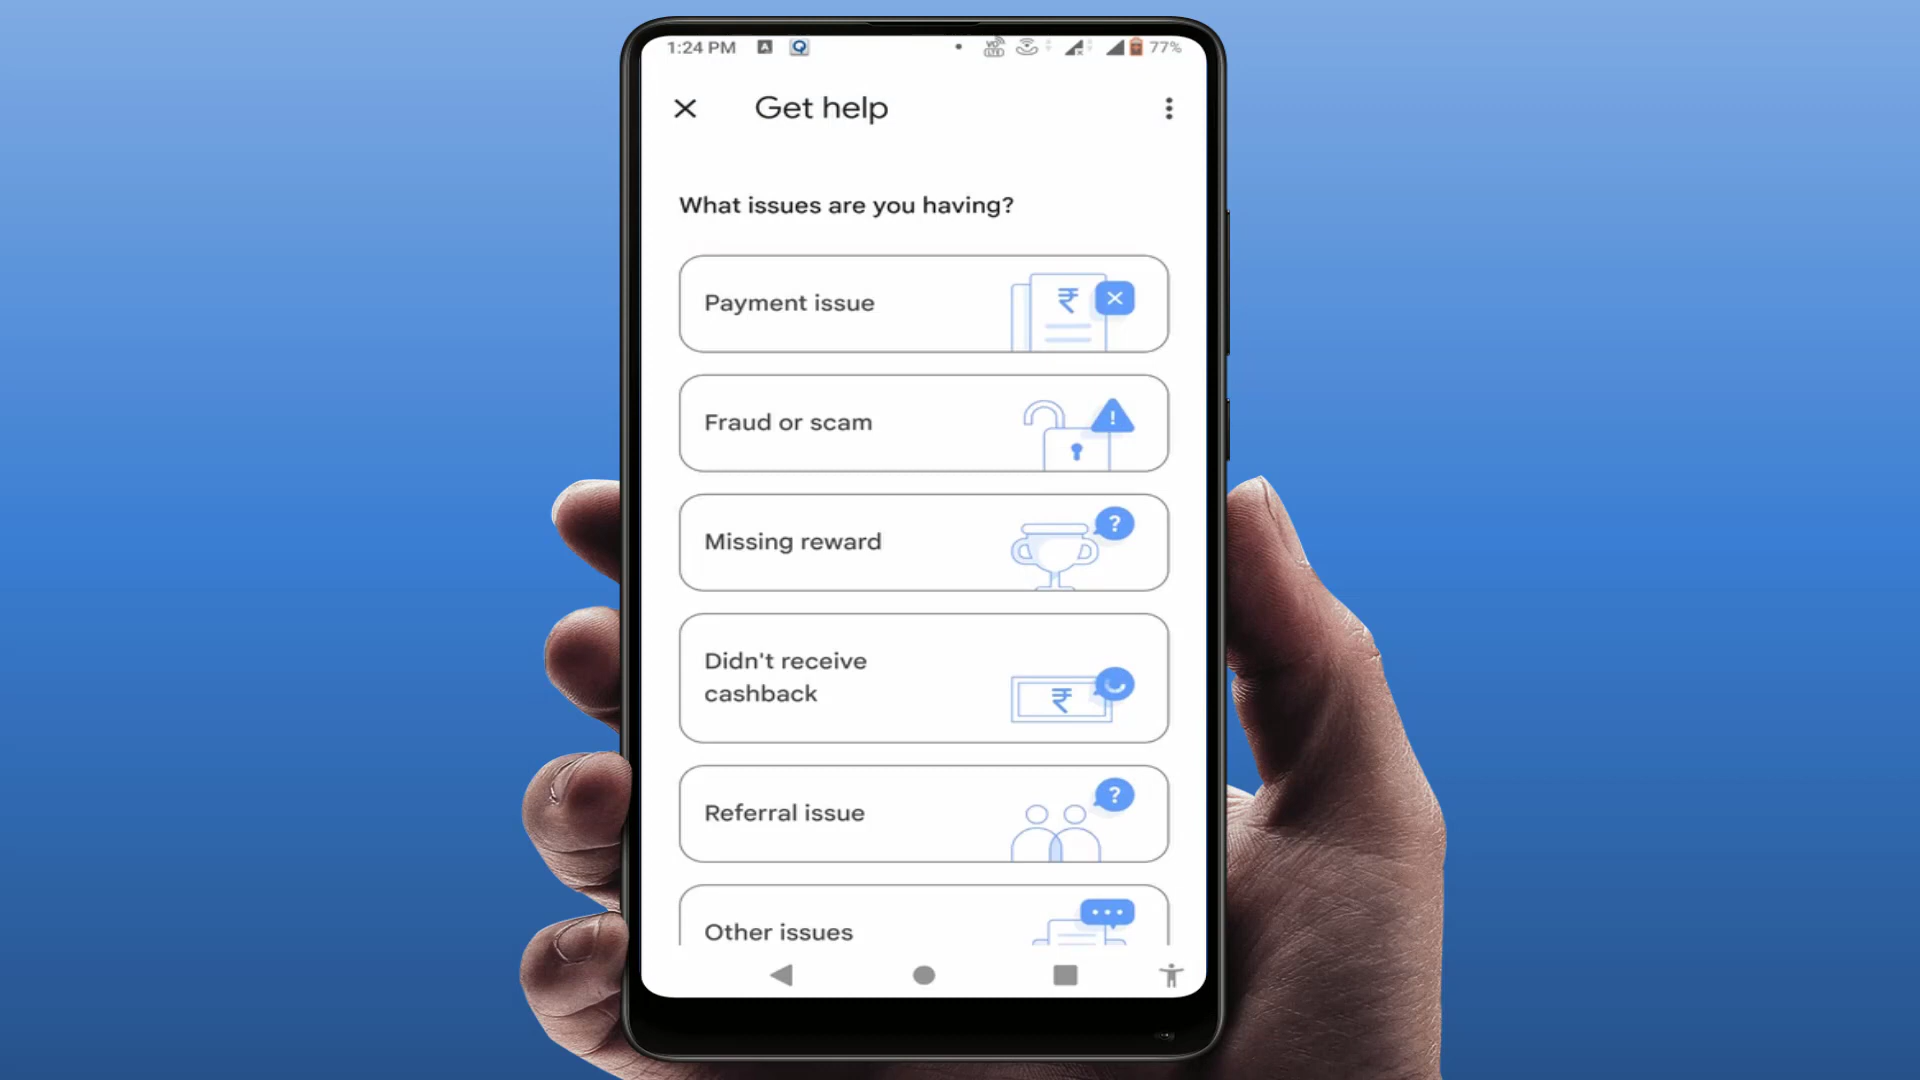 1:24 PM
77%
Get help
What issues are you having?
Payment issue
₹
Fraud or scam
!
Missing reward
?
Didn't receive
cashback
₹
Referral issue
?
Other issues